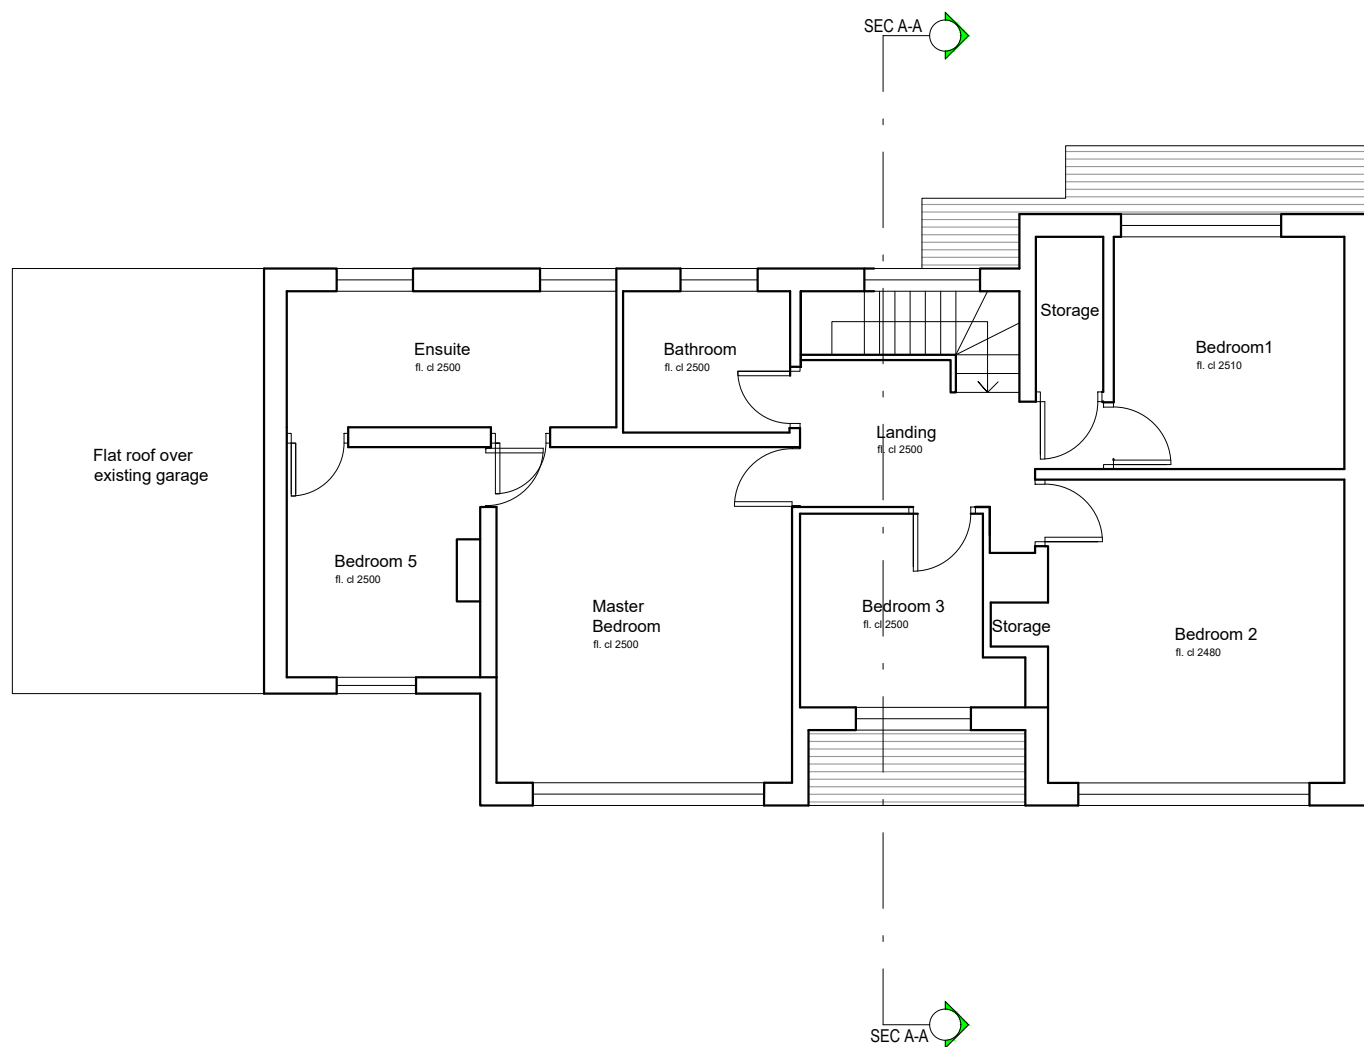 SEC A-A
Storage
Bedroom1
fl. cl 2510
Ensuite
fl. cl 2500
Bathroom
fl. cl 2500
Landing
fl. cl 2500
Flat roof over
existing garage
Bedroom 5
fl. cl 2500
Master
Bedroom
fl. cl 2500
Bedroom 3
fl. cl 2500
Storage
Bedroom 2
fl. cl 2480
SEC A-A